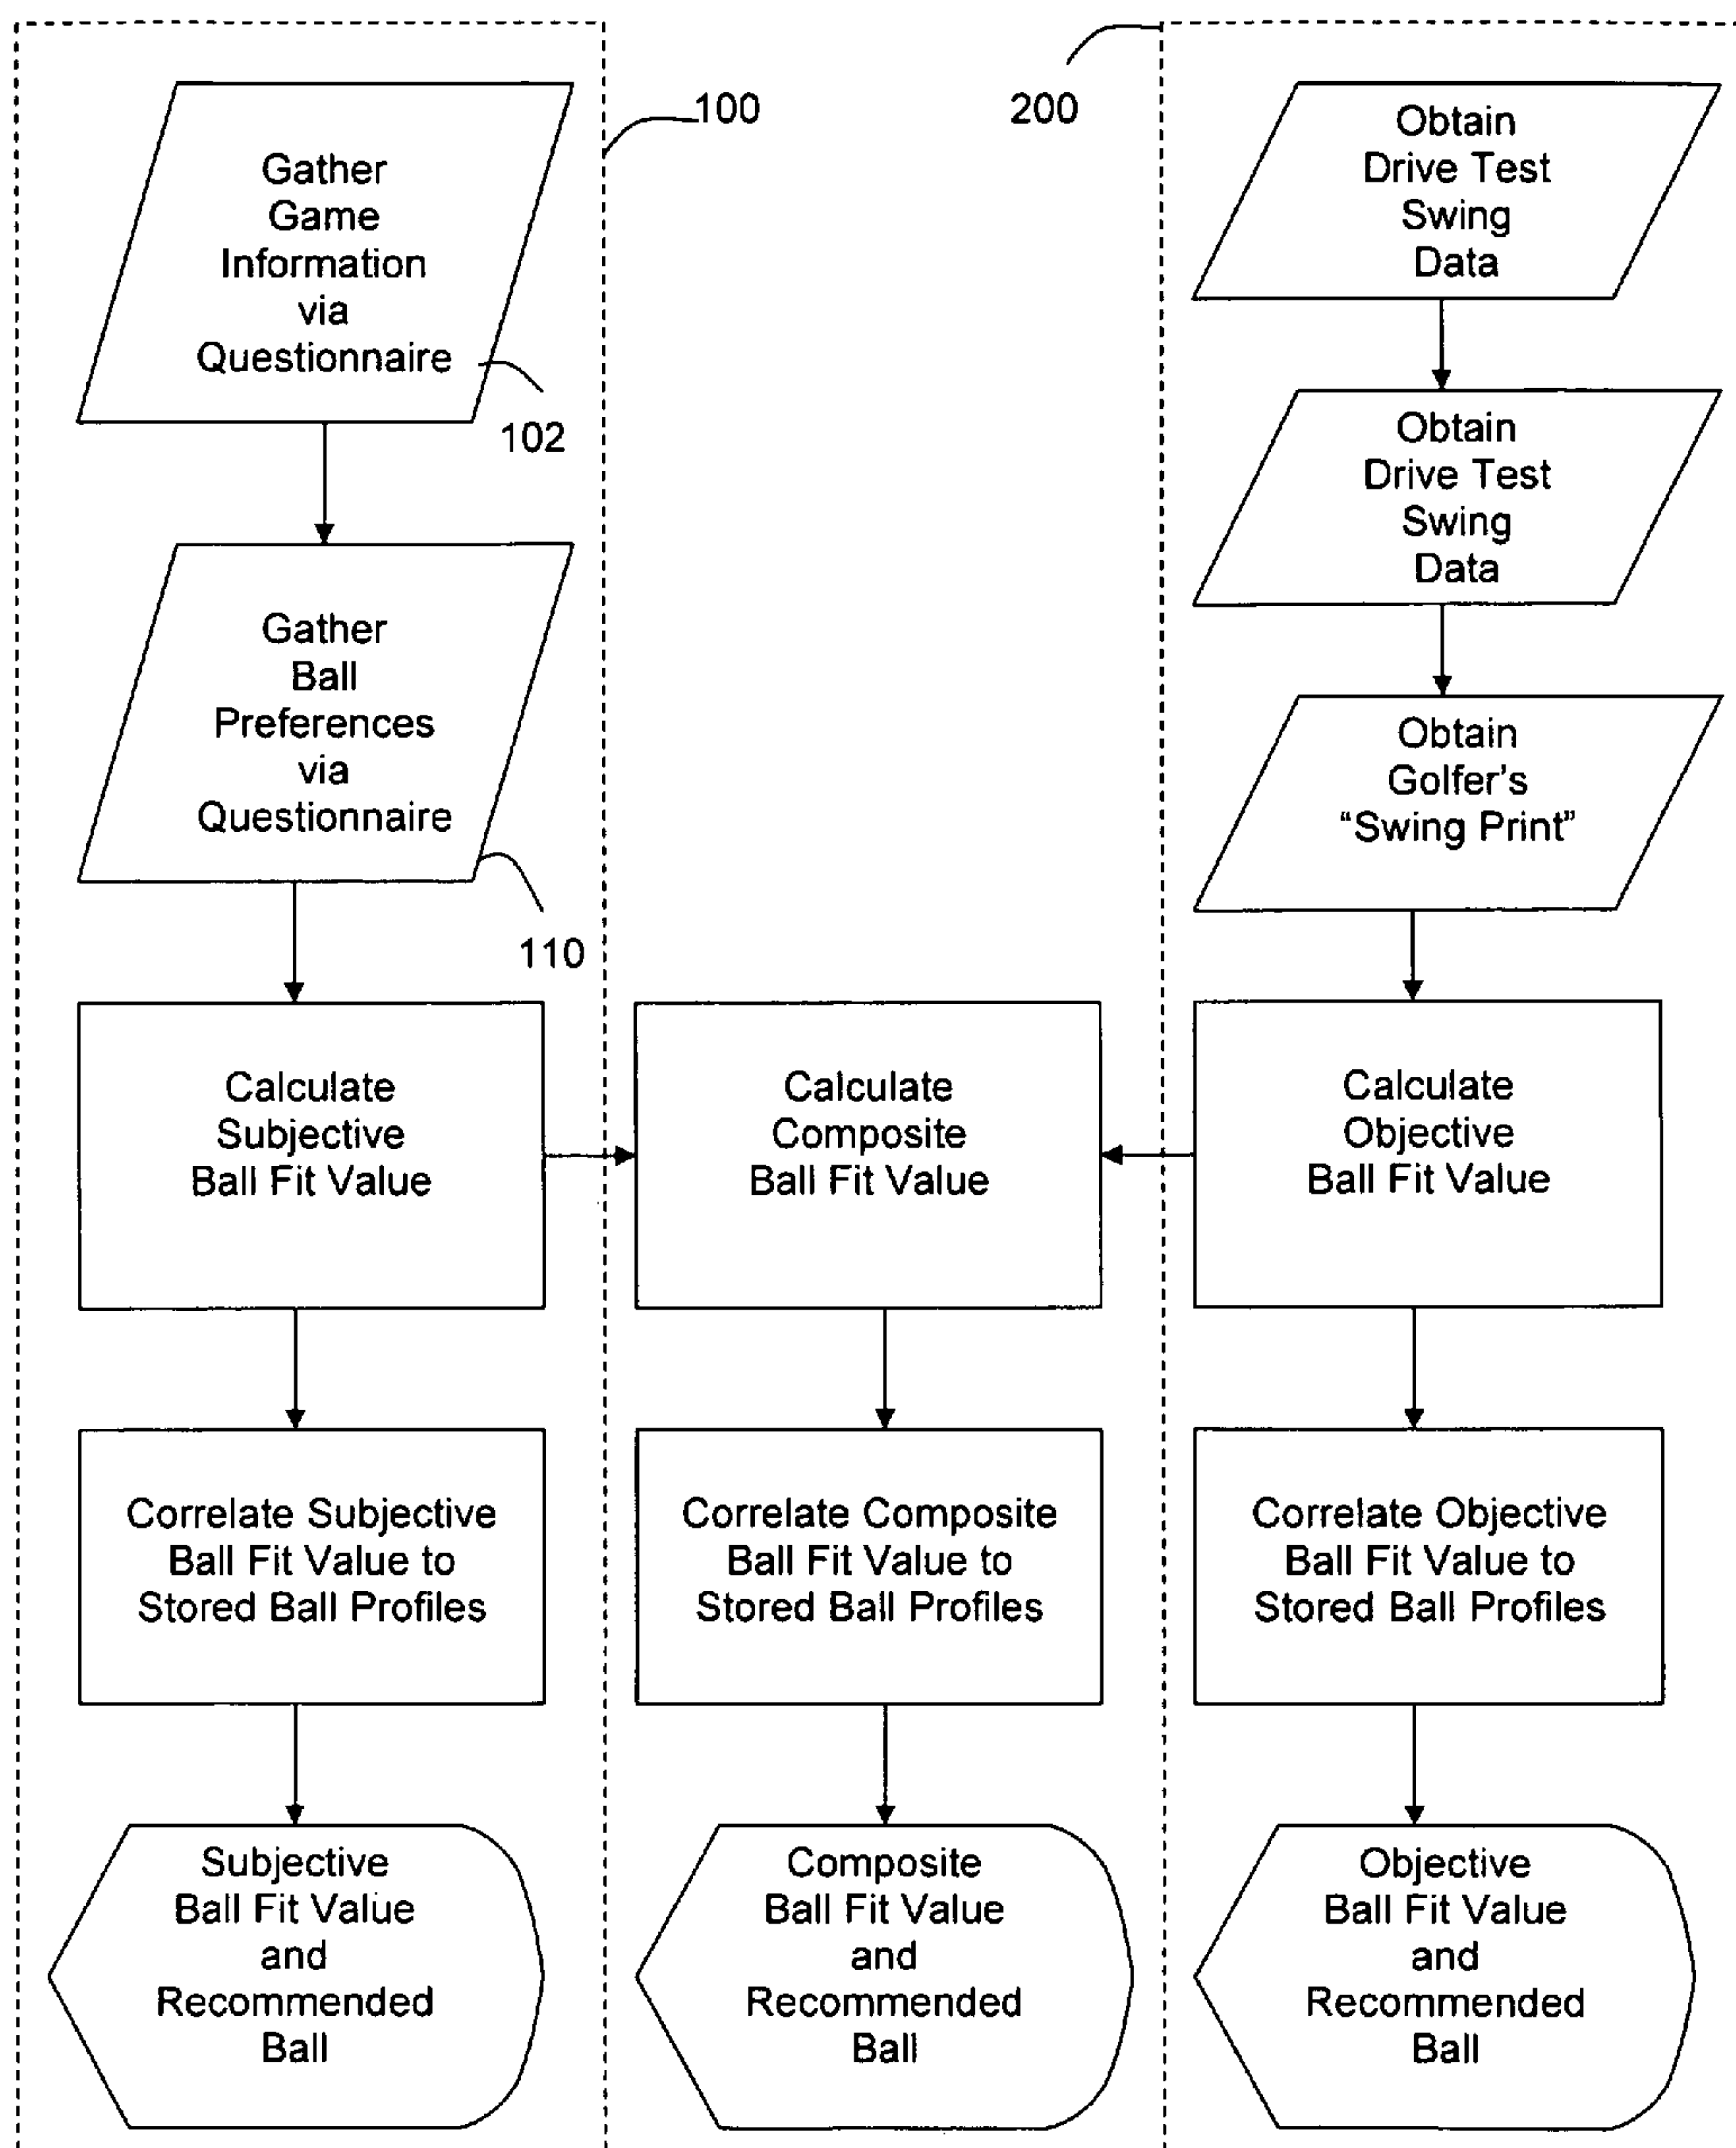 Gather
Game
Information
via
Questionnaire
102
100
200
Gather
Ball
Preferences
via
Questionnaire
110
Calculate
Subjective
Ball Fit Value
Correlate Subjective
Ball Fit Value to
Stored Ball Profiles
Subjective
Ball Fit Value
and
Recommended
Ball
Calculate
Composite
Ball Fit Value
Correlate Composite
Ball Fit Value to
Stored Ball Profiles
Composite
Ball Fit Value
and
Recommended
Ball
Obtain
Drive Test
Swing
Data
Obtain
Drive Test
Swing
Data
Obtain
Golfer's
“Swing Print”
Calculate
Objective
Ball Fit Value
Correlate Objective
Ball Fit Value to
Stored Ball Profiles
Objective
Ball Fit Value
and
Recommended
Ball